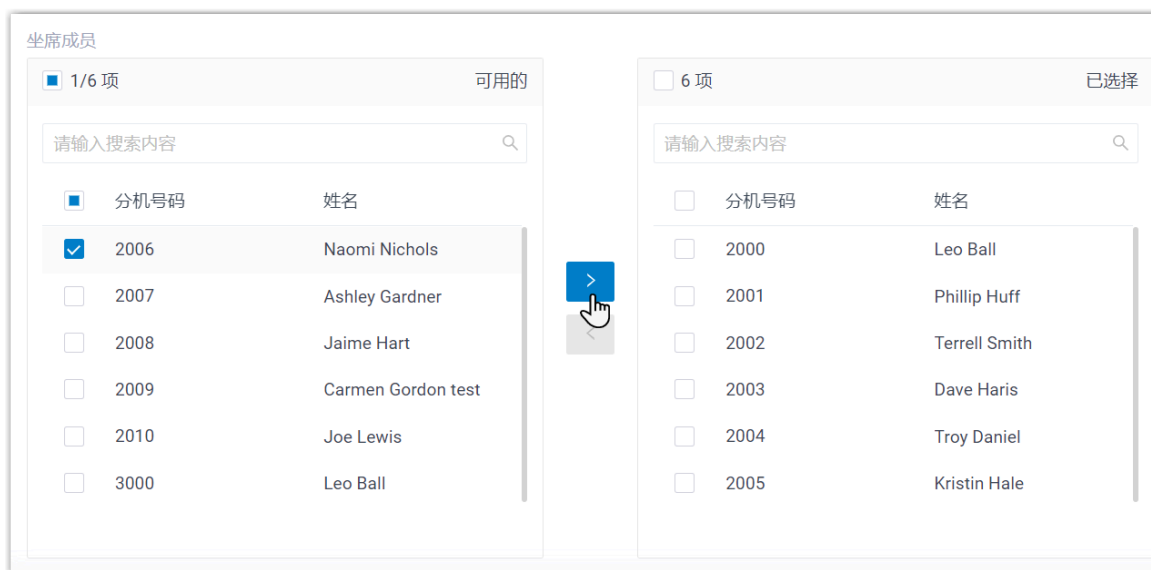 坐席成员
1/6 项 可用的
请输入搜索内容
分机号码 姓名
2006 Naomi Nichols
2007 Ashley Gardner
2008 Jaime Hart
2009 Carmen Gordon test
2010 Joe Lewis
3000 Leo Ball
6 项 已选择
请输入搜索内容
分机号码 姓名
2000 Leo Ball
2001 Phillip Huff
2002 Terrell Smith
2003 Dave Haris
2004 Troy Daniel
2005 Kristin Hale